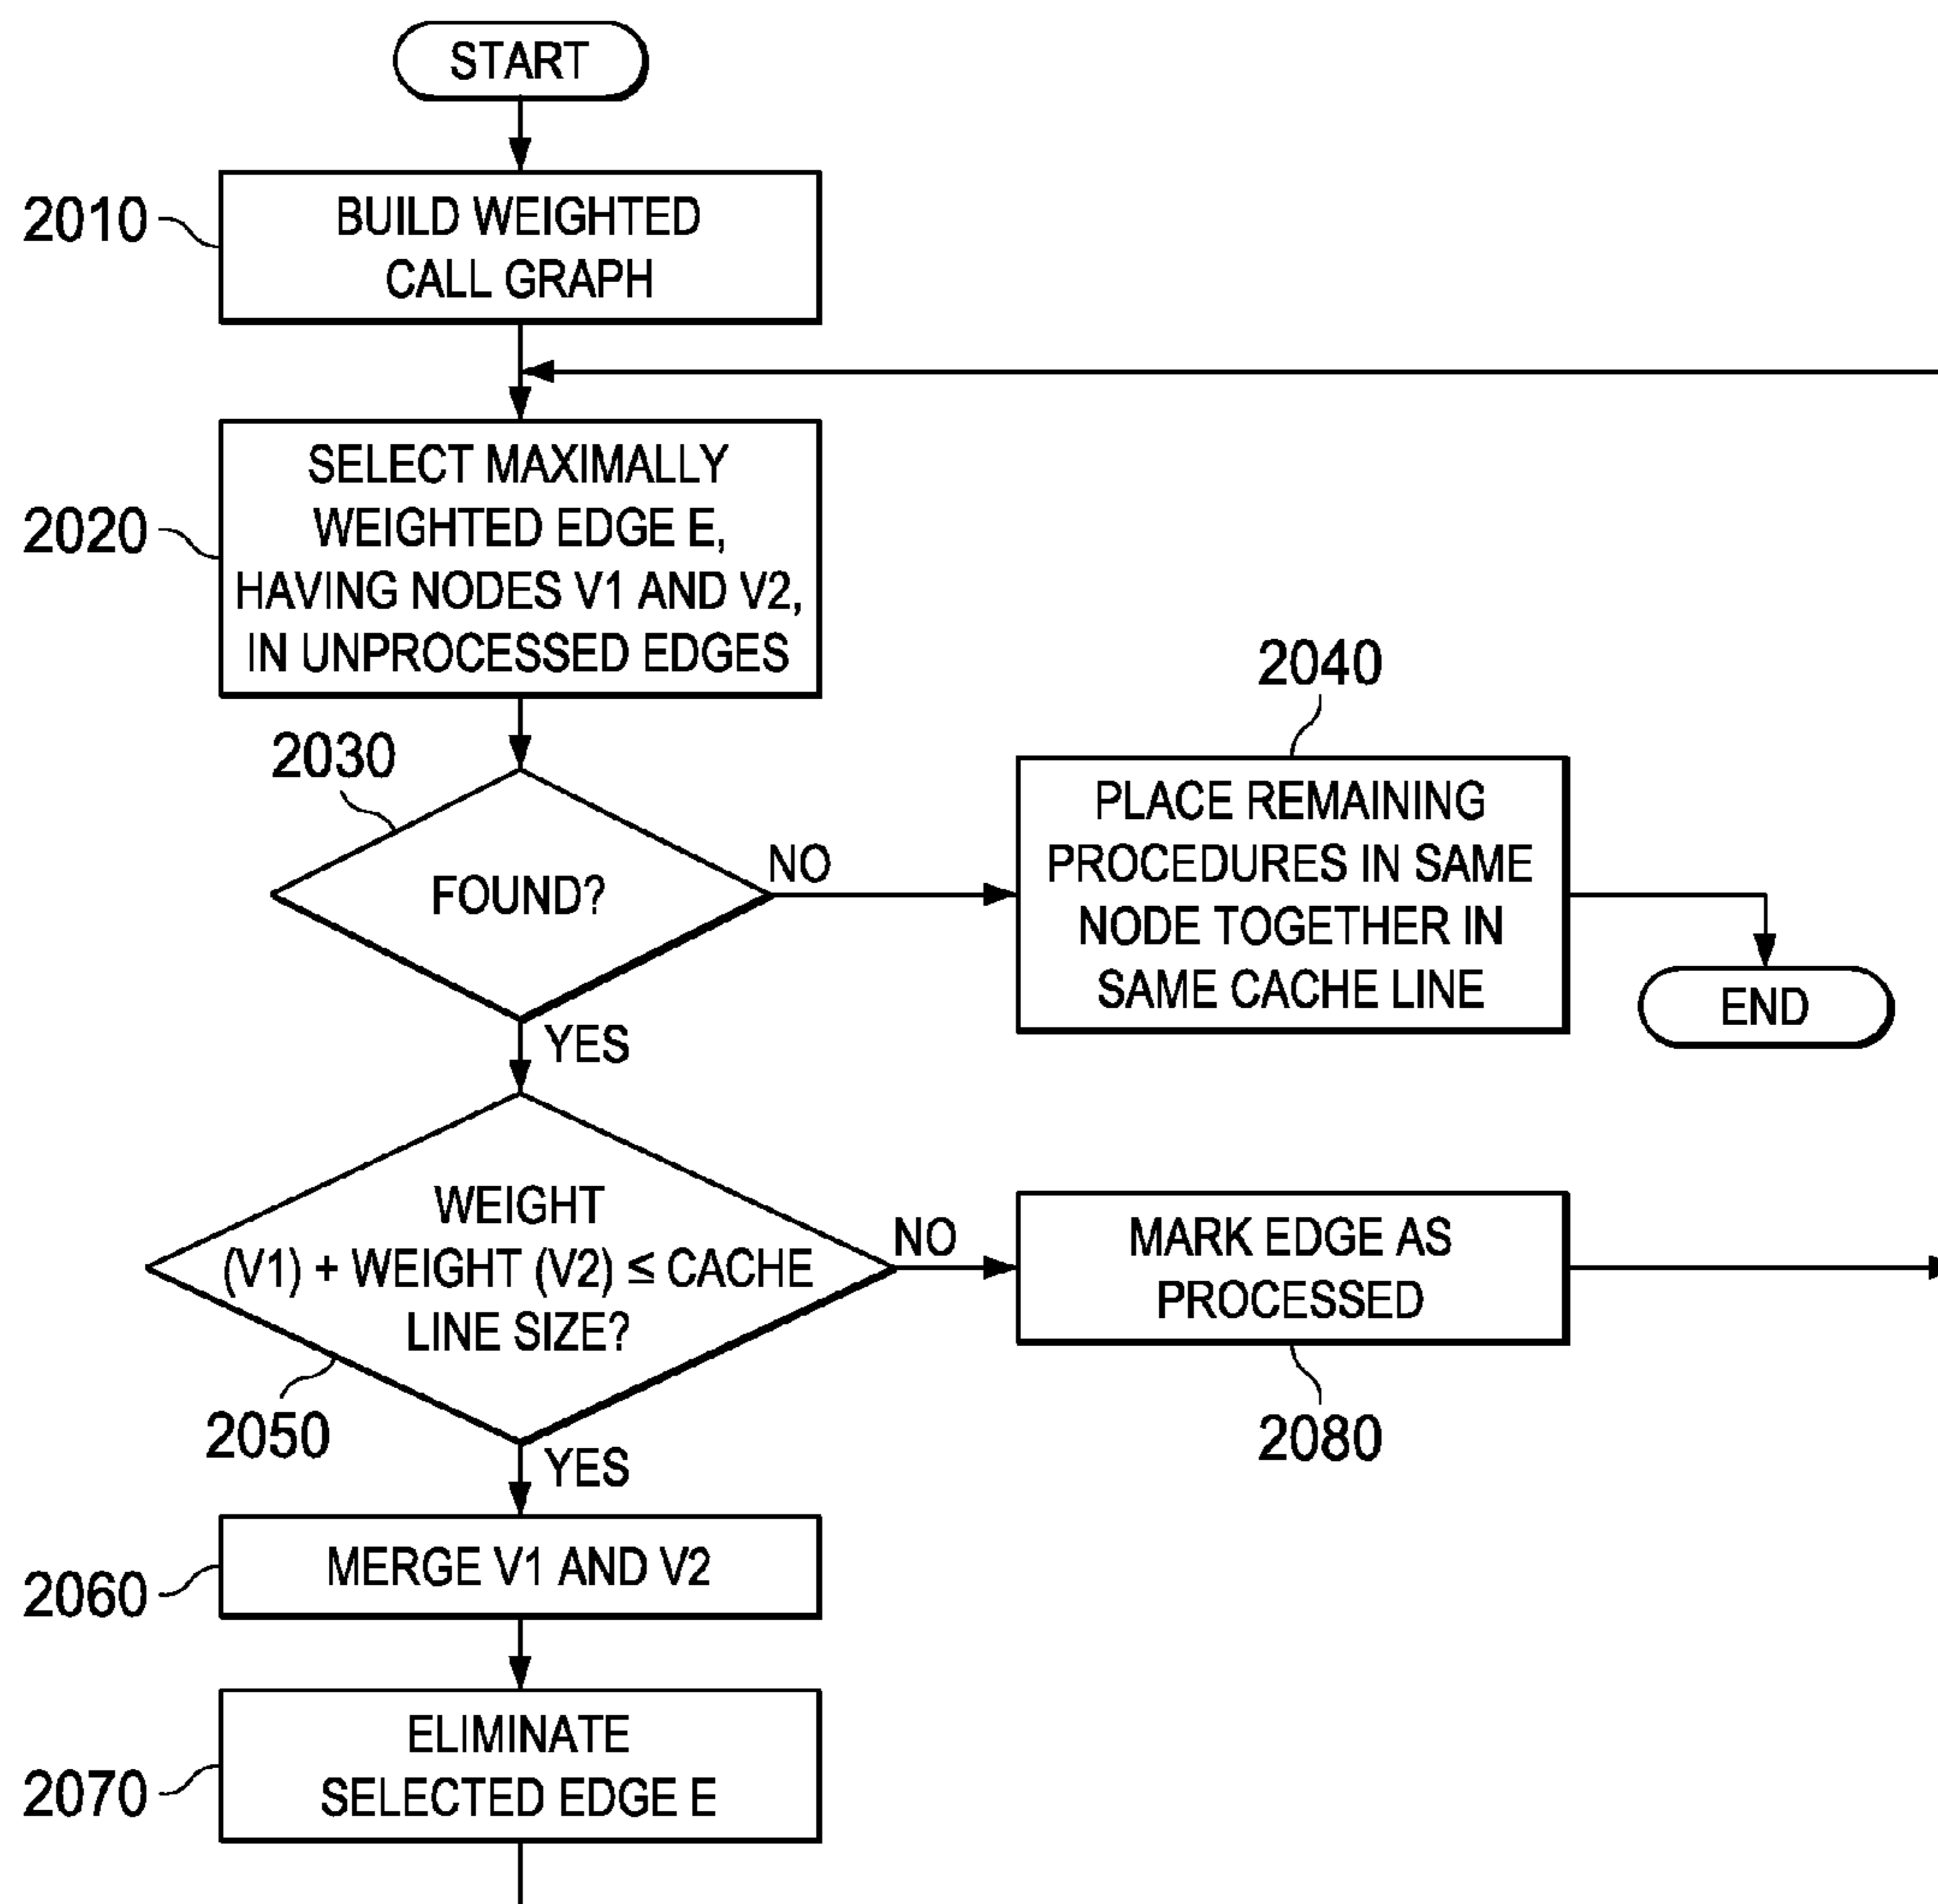 START
2010
BUILD WEIGHTED
CALL GRAPH
2020
SELECT MAXIMALLY
WEIGHTED EDGE E,
HAVING NODES V1 AND V2,
IN UNPROCESSED EDGES
2030
FOUND?
NO
YES
2040
PLACE REMAINING
PROCEDURES IN SAME
NODE TOGETHER IN
SAME CACHE LINE
END
WEIGHT
(V1) + WEIGHT (V2) ≤ CACHE
LINE SIZE?
2050
NO
YES
MARK EDGE AS
PROCESSED
2080
2060
MERGE V1 AND V2
2070
ELIMINATE
SELECTED EDGE E